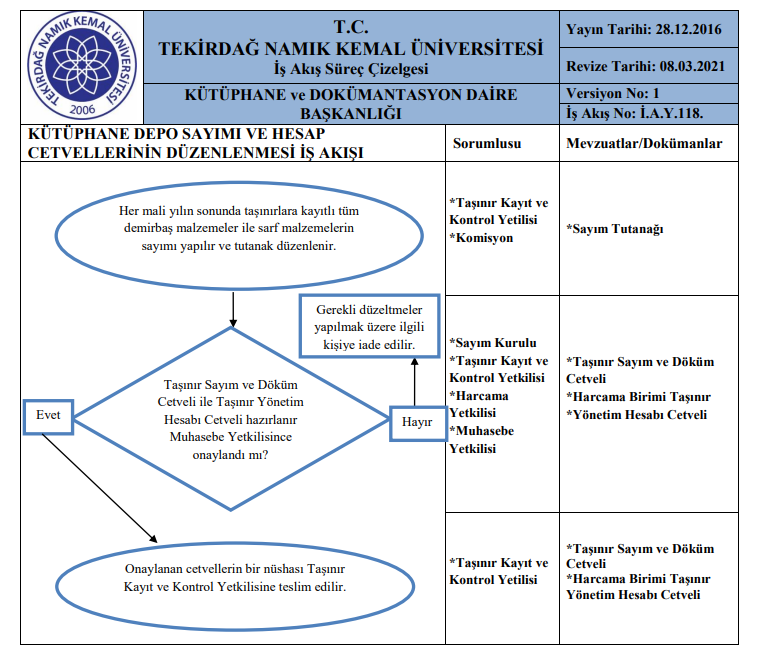 TEKİRDAĞ NAMIK KEMAL ÜNİVERSİTESİ
2006
T.C.
TEKİRDAĞ NAMIK KEMAL ÜNİVERSİTESİ
İş Akış Süreç Çizelgesi
KÜTÜPHANE ve DOKÜMANTASYON DAİRE
BAŞKANLIĞI
Yayın Tarihi: 28.12.2016
Revize Tarihi: 08.03.2021
Versiyon No: 1
İş Akış No: İ.A.Y.118.
KÜTÜPHANE DEPO SAYIMI VE HESAP
CETVELLERİNİN DÜZENLENMESİ İŞ AKIŞI
Sorumlusu
Mevzuatlar/Dokümanlar
Her mali yılın sonunda taşınırlara kayıtlı tüm
demirbaş malzemeler ile sarf malzemelerin
sayımı yapılır ve tutanak düzenlenir.
*Taşınır Kayıt ve
Kontrol Yetilisi
*Komisyon
*Sayım Tutanağı
Gerekli düzeltmeler
yapılmak üzere ilgili
kişiye iade edilir.
Taşınır Sayım ve Döküm
Cetveli ile Taşınır Yönetim
Hesabı Cetveli hazırlanır
Muhasebe Yetkilisince
onaylandı mı?
Evet
Hayır
*Sayım Kurulu
*Taşınır Kayıt ve
Kontrol Yetkilisi
*Harcama
Yetkilisi
*Muhasebe
Yetkilisi
*Taşınır Sayım ve Döküm
Cetveli
*Harcama Birimi Taşınır
*Yönetim Hesabı Cetveli
Onaylanan cetvellerin bir nüshası Taşınır
Kayıt ve Kontrol Yetkilisine teslim edilir.
*Taşınır Kayıt ve
Kontrol Yetilisi
*Taşınır Sayım ve Döküm
Cetveli
*Harcama Birimi Taşınır
Yönetim Hesabı Cetveli